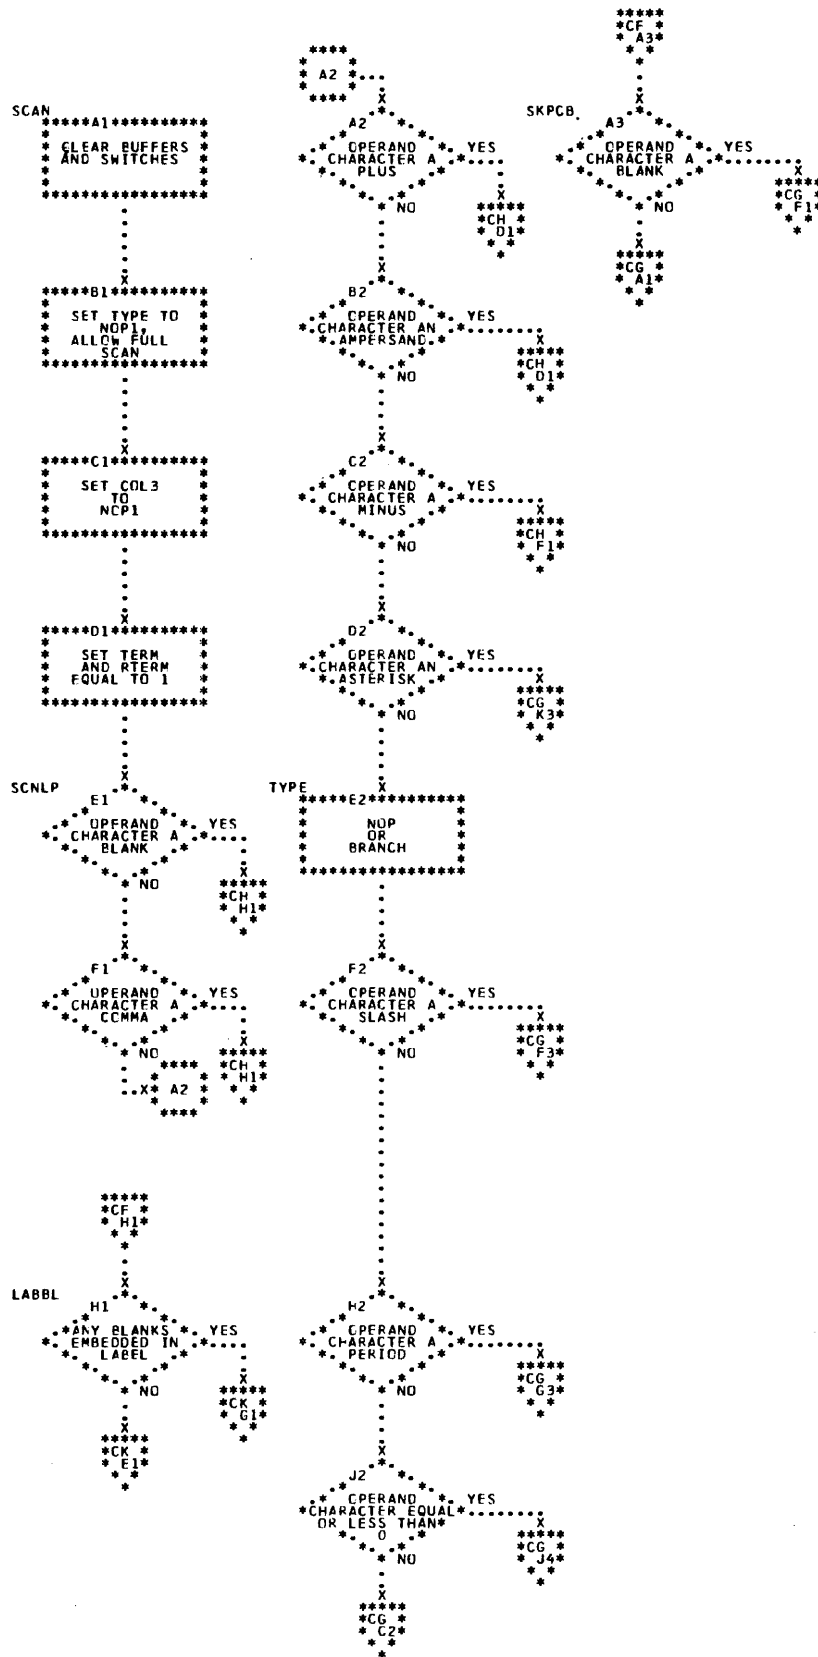 SCAN
A1
CLEAR BUFFERS
AND SWITCHES
B1
SET TYPE TO
NOP1,
ALLOW FULL
SCAN
C1
SET COL3
TO
NOP1
D1
SET TERM
AND RTERM
EQUAL TO 1
SCNLP
E1
OPERAND
CHARACTER A
BLANK
YES
NO
CH
H1
F1
OPERAND
CHARACTER A
COMMA
YES
NO
CH
H1
A2
CF
H1
LABBL
H1
ANY BLANKS
EMBEDDED IN
LABEL
YES
NO
CK
G1
CK
E1
A2
A2
OPERAND
CHARACTER A
PLUS
YES
NO
CH
D1
B2
OPERAND
CHARACTER AN
AMPERSAND
YES
NO
CH
D1
C2
OPERAND
CHARACTER A
MINUS
YES
NO
CH
F1
D2
OPERAND
CHARACTER AN
ASTERISK
YES
NO
CG
K3
TYPE
E2
NOP
OR
BRANCH
F2
OPERAND
CHARACTER A
SLASH
YES
NO
CG
F3
H2
OPERAND
CHARACTER A
PERIOD
YES
NO
CG
G3
J2
OPERAND
CHARACTER EQUAL
OR LESS THAN
0
YES
NO
CG
J4
CG
C2
CF
A3
SKPCB
A3
OPERAND
CHARACTER A
BLANK
YES
NO
CG
F1
CG
A1